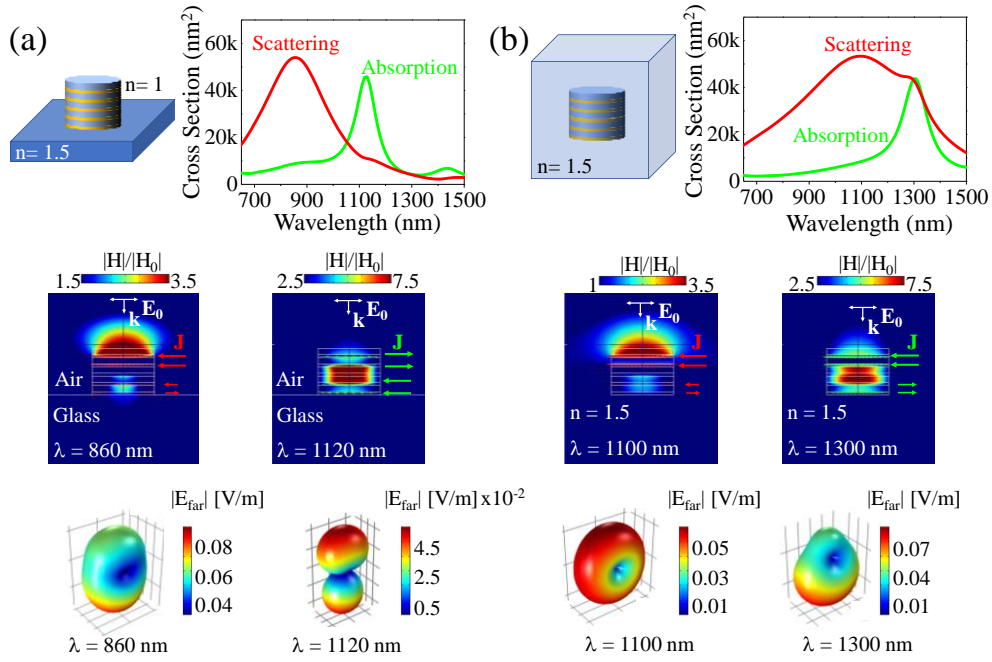 (a)
n= 1
n= 1.5
Cross Section (nm²)
60k
40k
20k
0
Scattering
Absorption
700 900 1100 1300 1500
Wavelength (nm)
(b)
n= 1.5
Cross Section (nm²)
60k
40k
20k
0
Scattering
Absorption
700 900 1100 1300 1500
Wavelength (nm)
|H|/|H₀|
1.5 3.5
E₀
k
J
Air
Glass
λ = 860 nm
|H|/|H₀|
2.5 7.5
E₀
k
J
Air
Glass
λ = 1120 nm
|H|/|H₀|
1 3.5
E₀
k
J
n = 1.5
λ = 1100 nm
|H|/|H₀|
2.5 7.5
E₀
k
J
n = 1.5
λ = 1300 nm
|E_far| [V/m]
0.08
0.06
0.04
λ = 860 nm
|E_far| [V/m] x10⁻²
4.5
2.5
0.5
λ = 1120 nm
|E_far| [V/m]
0.05
0.03
0.01
λ = 1100 nm
|E_far| [V/m]
0.07
0.04
0.01
λ = 1300 nm